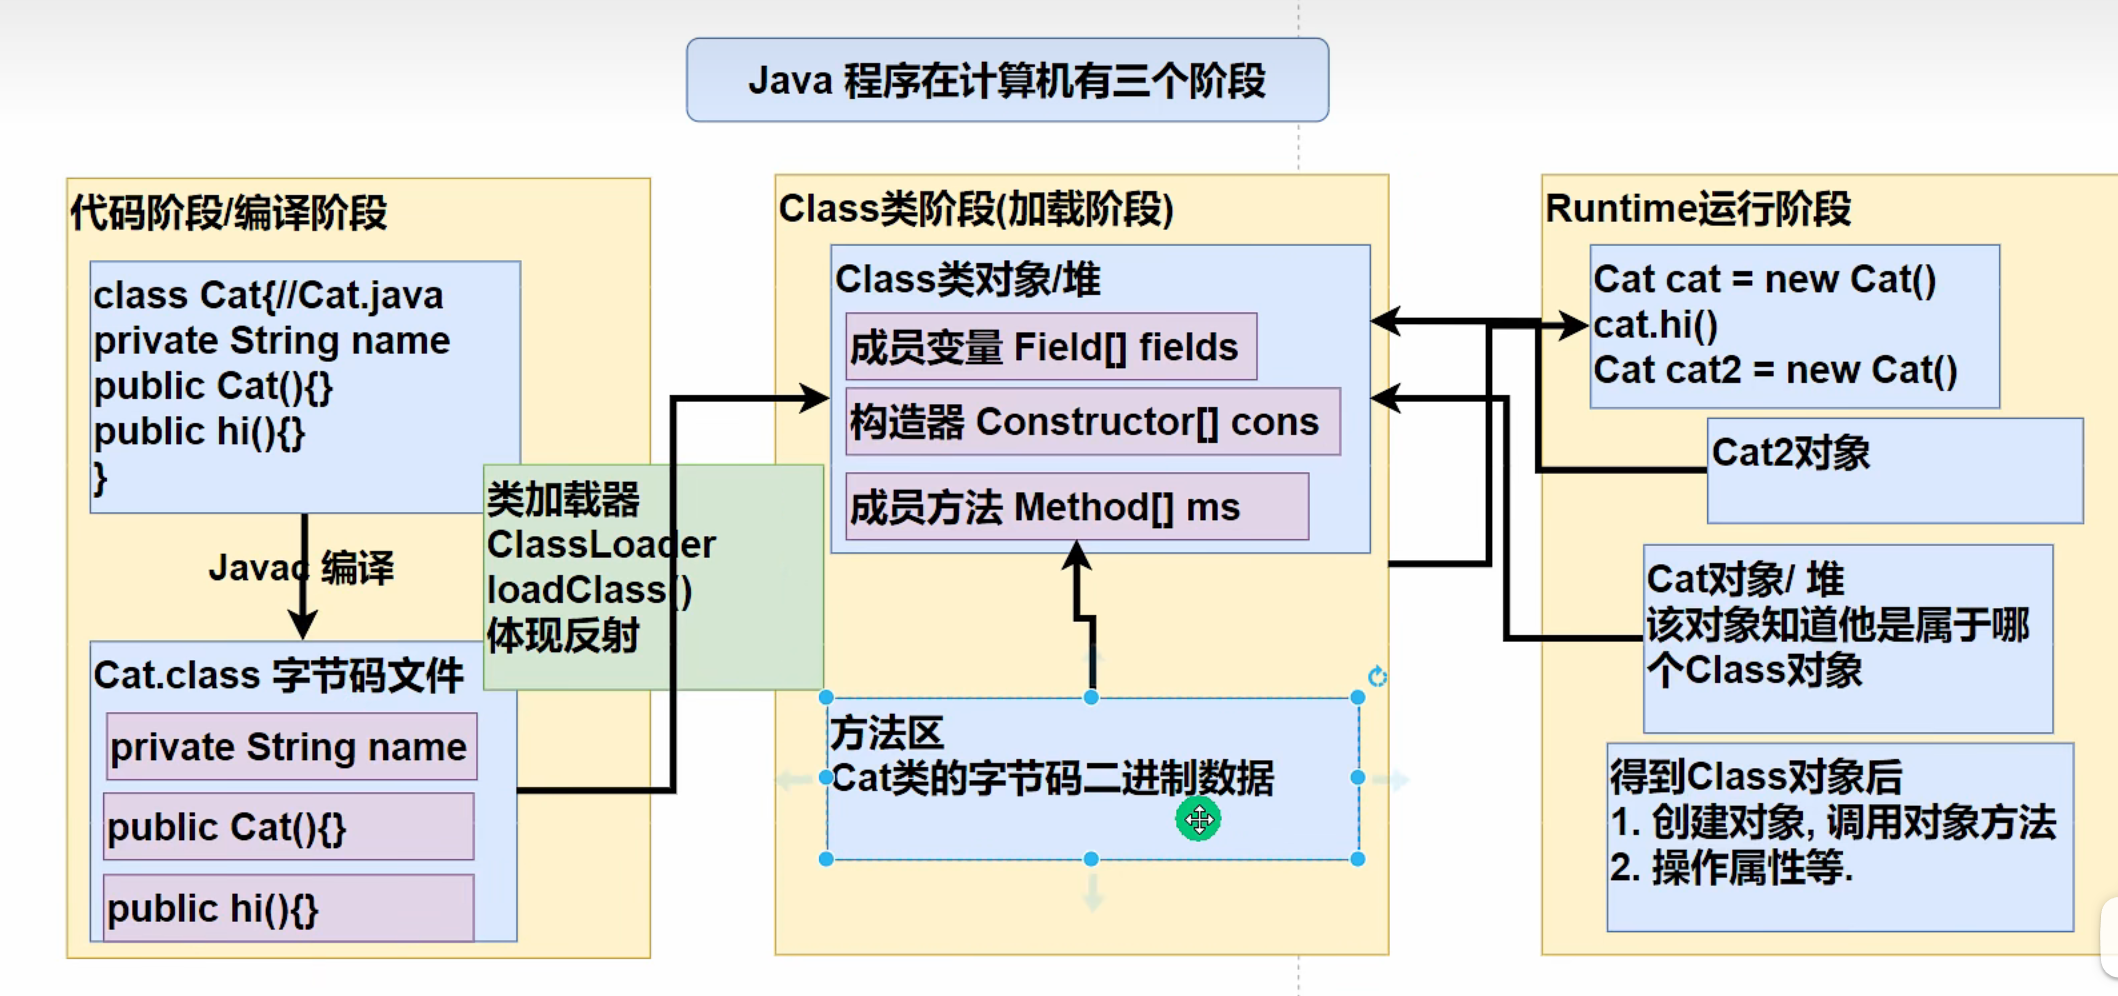 Java 程序在计算机有三个阶段
代码阶段/编译阶段
class Cat{//Cat.java
private String name
public Cat(){}
public hi(){}
}
Javac 编译
Cat.class 字节码文件
private String name
public Cat(){}
public hi(){}
类加载器
ClassLoader
loadClass()
体现反射
Class类阶段(加载阶段)
Class类对象/堆
成员变量 Field[] fields
构造器 Constructor[] cons
成员方法 Method[] ms
方法区
Cat类的字节码二进制数据
Runtime运行阶段
Cat cat = new Cat()
cat.hi()
Cat cat2 = new Cat()
Cat2对象
Cat对象/ 堆
该对象知道他是属于哪
个Class对象
得到Class对象后
1. 创建对象, 调用对象方法
2. 操作属性等.